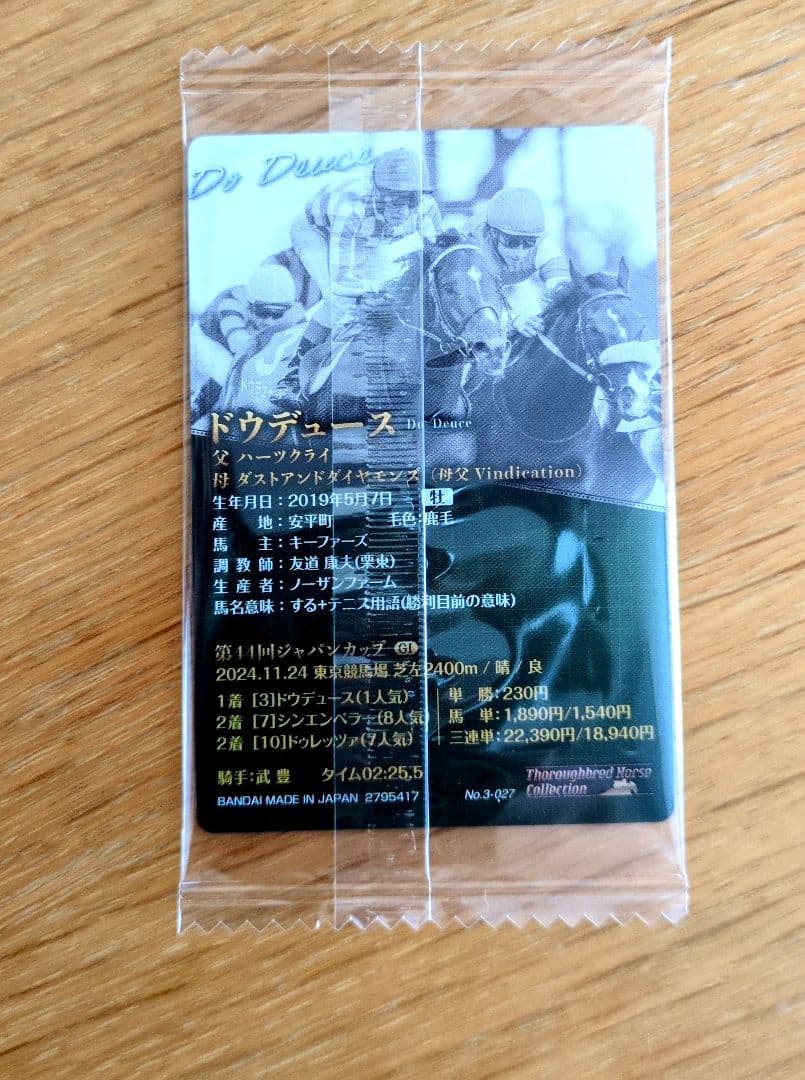 Do Deuce
ドウデュース Do Deuce
父 ハーツクライ
母 ダストアンドダイヤモンズ（母父Vindication）
生年月日：2019年5月7日 牡
産地：安平町 毛色：鹿毛
馬主：キーファーズ
調教師：友道 康夫(栗東)
生産者：ノーザンファーム
馬名意味：する+テニス用語(勝利目前の意味)
第44回ジャパンカップ GI
2024.11.24 東京競馬場 芝左2400m / 晴 / 良
1着 [3]ドウデュース(1人気) 単勝：230円
2着 [7]シンエンペラー(8人気) 馬単：1,890円/1,540円
2着 [10]ドゥレッツァ(7人気) 三連単：22,390円/18,940円
騎手：武 豊 タイム02:25.5
BANDAI MADE IN JAPAN 2795417 No.3-027
Thoroughbred Horse
Collection